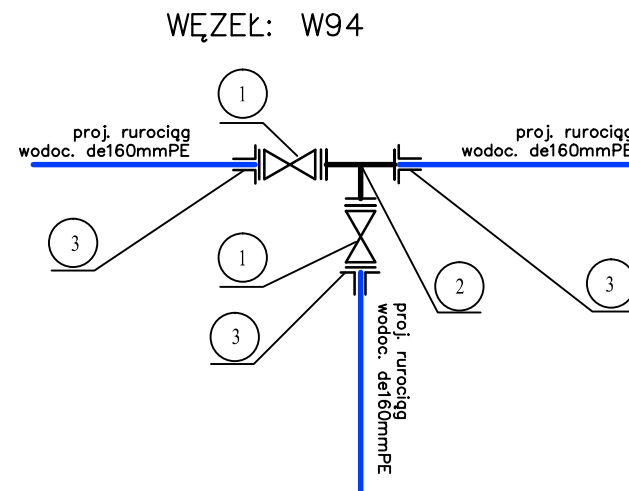 WĘZEŁ: W94
1
proj. rurociąg
wodoc. de160mmPE
proj. rurociąg
wodoc. de160mmPE
3
1
2
3
3
proj. rurociąg
wodoc. de160mmPE